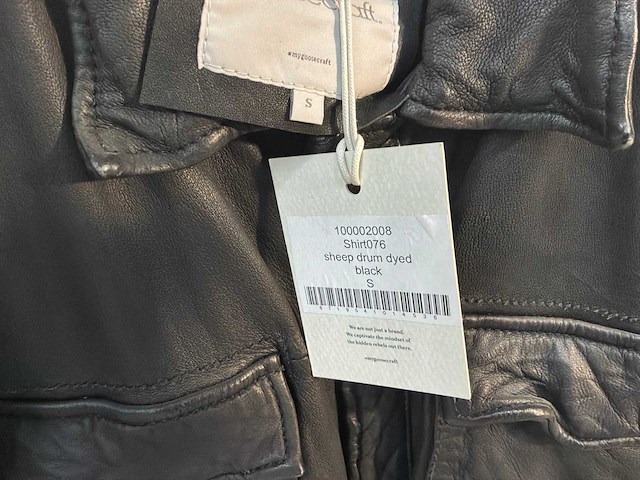 #mygoosecraft
S
100002008
Shirt076
sheep drum dyed
black
S
We are not just a brand.
We captivate the mindset of
the hidden rebels out there.
#mygoosecraft